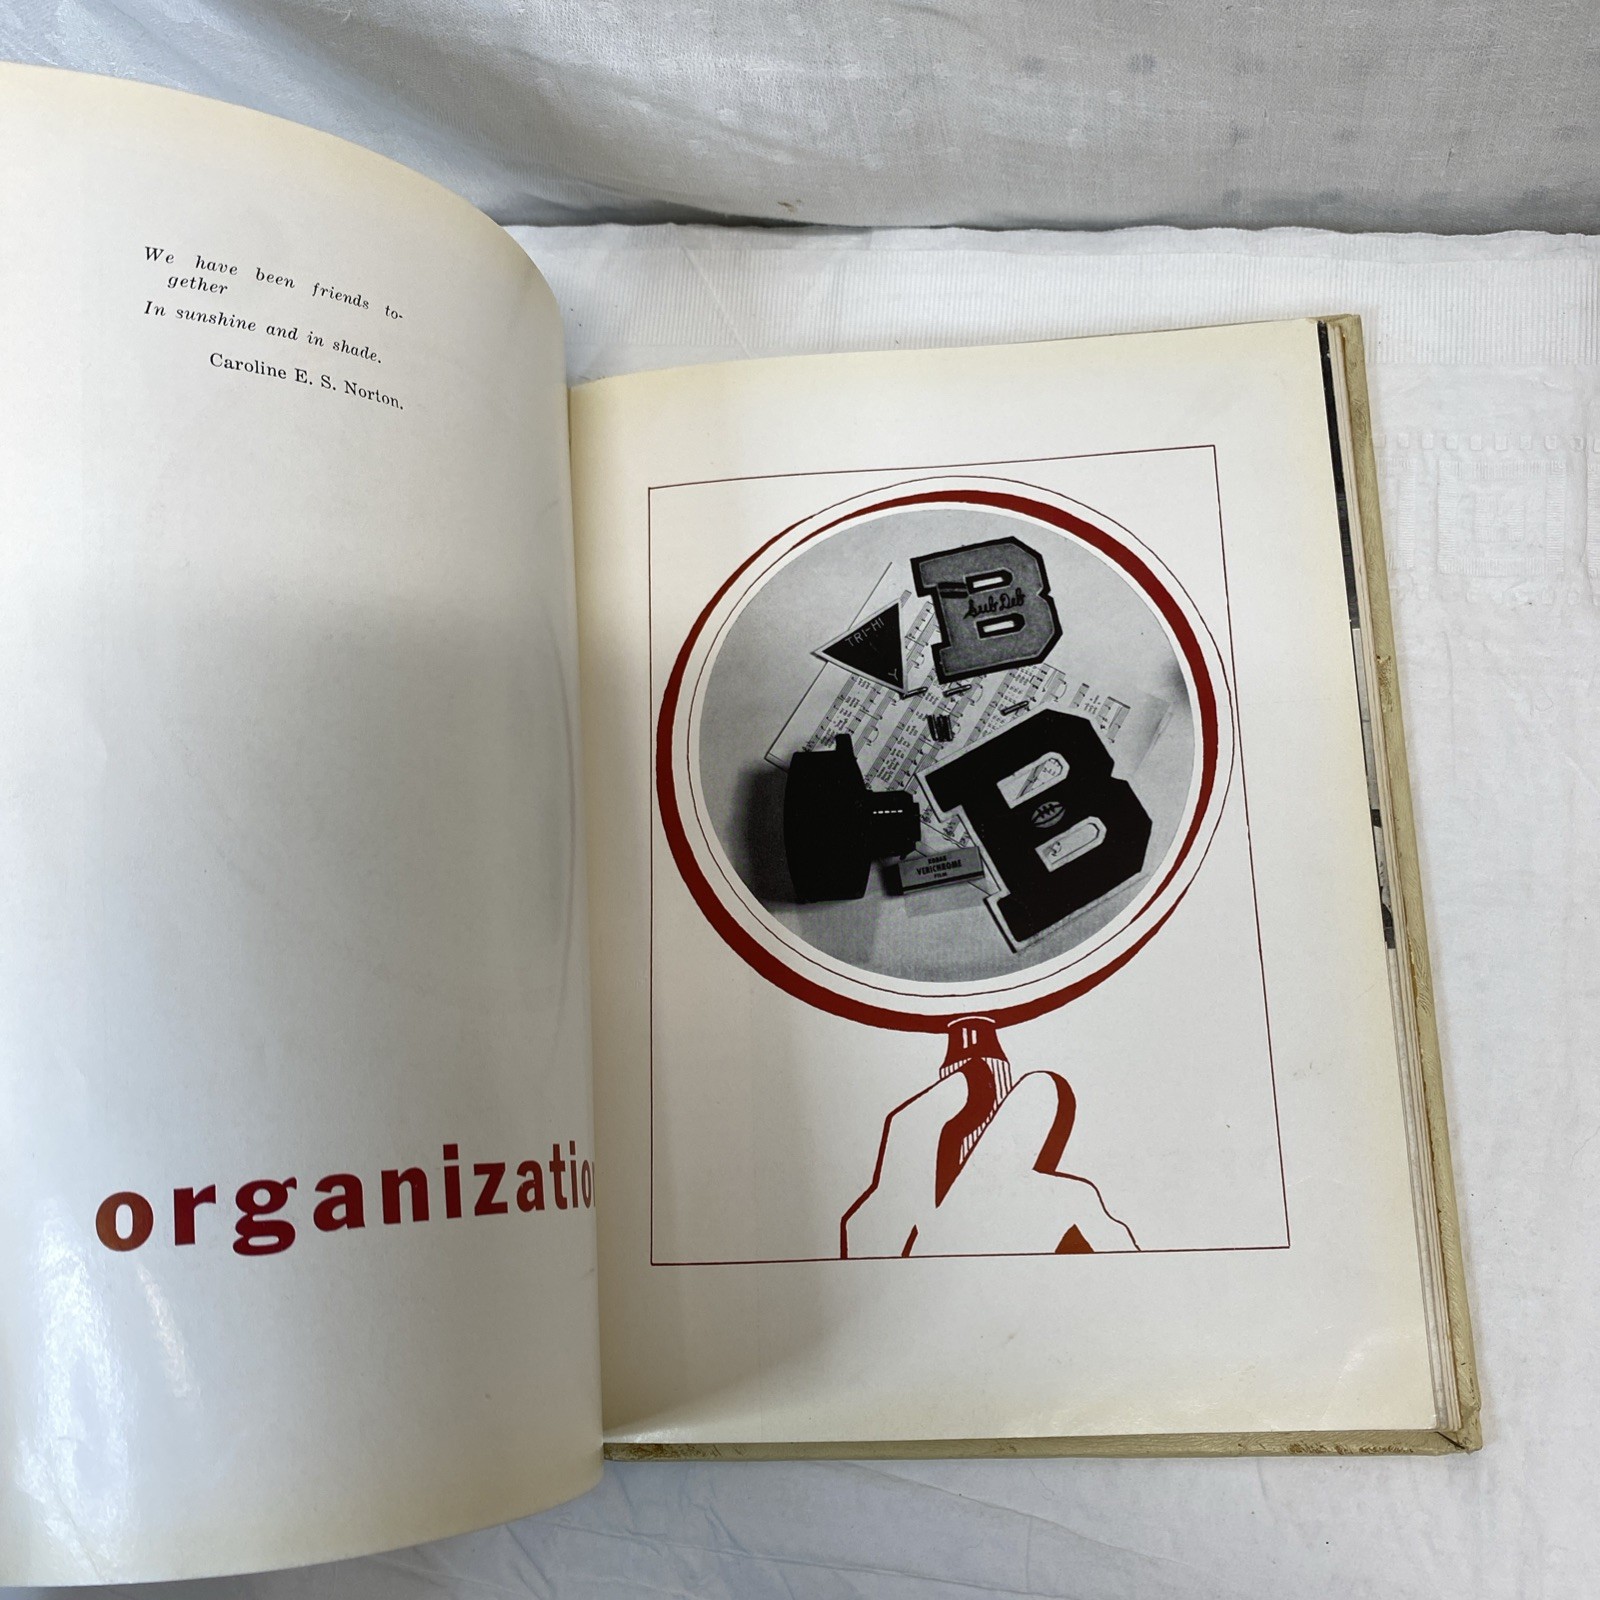 We have been friends to-
gether
In sunshine and in shade.
Caroline E. S. Norton.
organization
TRI-HI
Y
Sub Deb
B
B
KODAK
VERICHROME
FILM